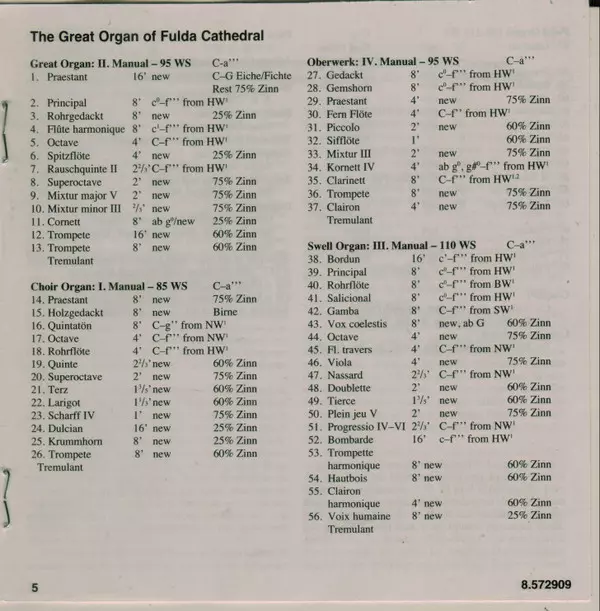 The Great Organ of Fulda Cathedral
Great Organ: II. Manual – 95 WS C-a’’’
1. Praestant 16’ new C–G Eiche/Fichte
Rest 75% Zinn
2. Principal 8’ c⁰–f’’’ from HW¹
3. Rohrgedackt 8’ new 25% Zinn
4. Flûte harmonique 8’ c¹–f’’’ from HW¹
5. Octave 4’ C–f’’’ from HW¹
6. Spitzflöte 4’ new 25% Zinn
7. Rauschquinte II 2²/₃’ C–f’’’ from HW¹
8. Superoctave 2’ new 75% Zinn
9. Mixtur major V 2’ new 75% Zinn
10. Mixtur minor III ²/₃’ new 75% Zinn
11. Cornett 8’ ab g⁰/new 25% Zinn
12. Trompete 16’ new 60% Zinn
13. Trompete 8’ new 60% Zinn
Tremulant
Choir Organ: I. Manual – 85 WS C-a’’’
14. Praestant 8’ new 75% Zinn
15. Holzgedackt 8’ new Birne
16. Quintatön 8’ C–g’’ from NW¹
17. Octave 4’ C–f’’’ from NW¹
18. Rohrflöte 4’ C–f’’’ from HW¹
19. Quinte 2²/₃’ new 60% Zinn
20. Superoctave 2’ new 75% Zinn
21. Terz 1³/₅’ new 60% Zinn
22. Larigot 1¹/₃’ new 60% Zinn
23. Scharff IV 1’ new 75% Zinn
24. Dulcian 16’ new 25% Zinn
25. Krummhorn 8’ new 25% Zinn
26. Trompete 8’ new 60% Zinn
Tremulant
Oberwerk: IV. Manual – 95 WS C–a’’’
27. Gedackt 8’ c⁰–f’’’ from HW¹
28. Gemshorn 8’ c⁰–f’’’ from HW¹
29. Praestant 4’ new 75% Zinn
30. Fern Flöte 4’ C–f’’ from HW¹
31. Piccolo 2’ new 60% Zinn
32. Sifflöte 1’ 60% Zinn
33. Mixtur III 2’ new 75% Zinn
34. Kornett IV 4’ ab g⁰, g#⁰–f’’’ from HW¹
35. Clarinett 8’ C–f’’’ from HW¹·²
36. Trompete 8’ new 75% Zinn
37. Clairon 4’ new 75% Zinn
Tremulant
Swell Organ: III. Manual – 110 WS C–a’’’
38. Bordun 16’ c’–f’’’ from HW¹
39. Principal 8’ c⁰–f’’’ from HW¹
40. Rohrflöte 8’ c⁰–f’’’ from BW¹
41. Salicional 8’ c⁰–f’’’ from HW¹
42. Gamba 8’ C–f’’’ from SW¹
43. Vox coelestis 8’ new, ab G 60% Zinn
44. Octave 4’ new 75% Zinn
45. Fl. travers 4’ C–f’’’ from NW¹
46. Viola 4’ new 75% Zinn
47. Nassard 2²/₃’ C–f’’’ from HW¹
48. Doublette 2’ new 60% Zinn
49. Tierce 1³/₅’ new 60% Zinn
50. Plein jeu V 2’ new 75% Zinn
51. Progressio IV–VI 2²/₃’ C–f’’’ from NW¹
52. Bombarde 16’ c–f’’’ from HW¹
53. Trompette
harmonique 8’ new 60% Zinn
54. Hautbois 8’ new 60% Zinn
55. Clairon
harmonique 4’ new 60% Zinn
56. Voix humaine 8’ new 25% Zinn
Tremulant
5
8.572909